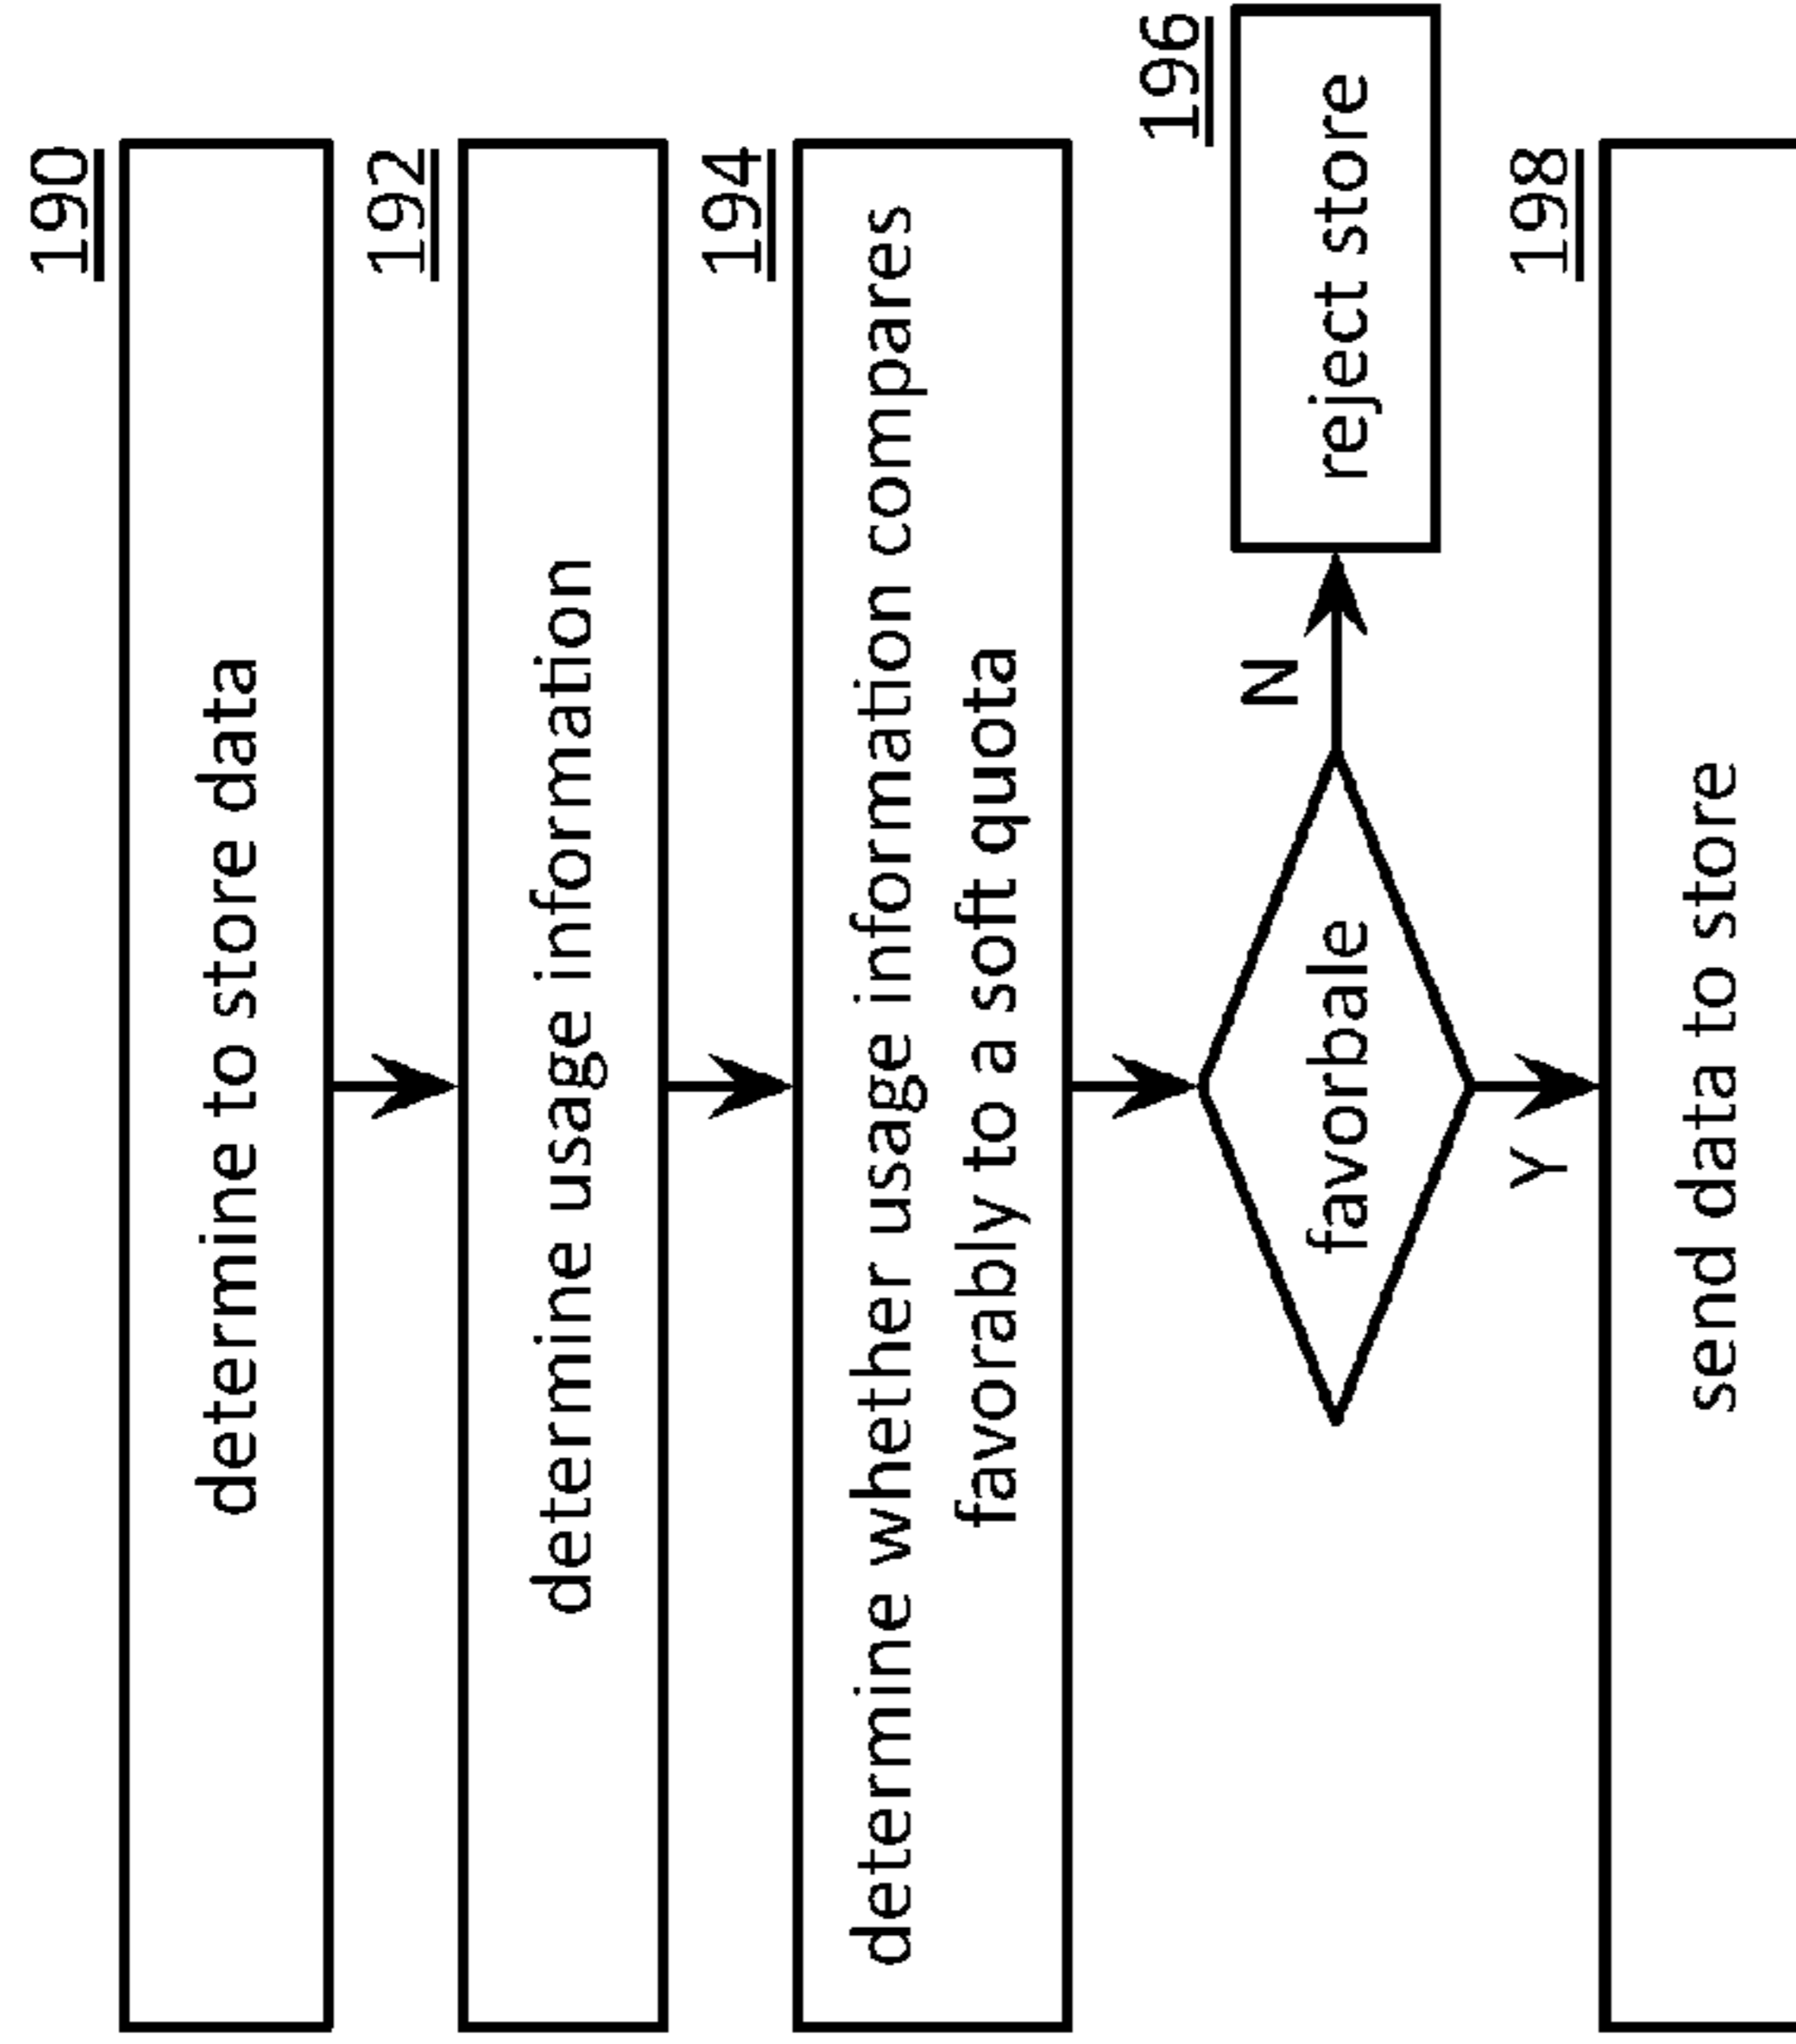 190
determine to store data
192
determine usage information
194
determine whether usage information compares
favorably to a soft quota
196
favorbale
N
reject store
Y
198
send data to store